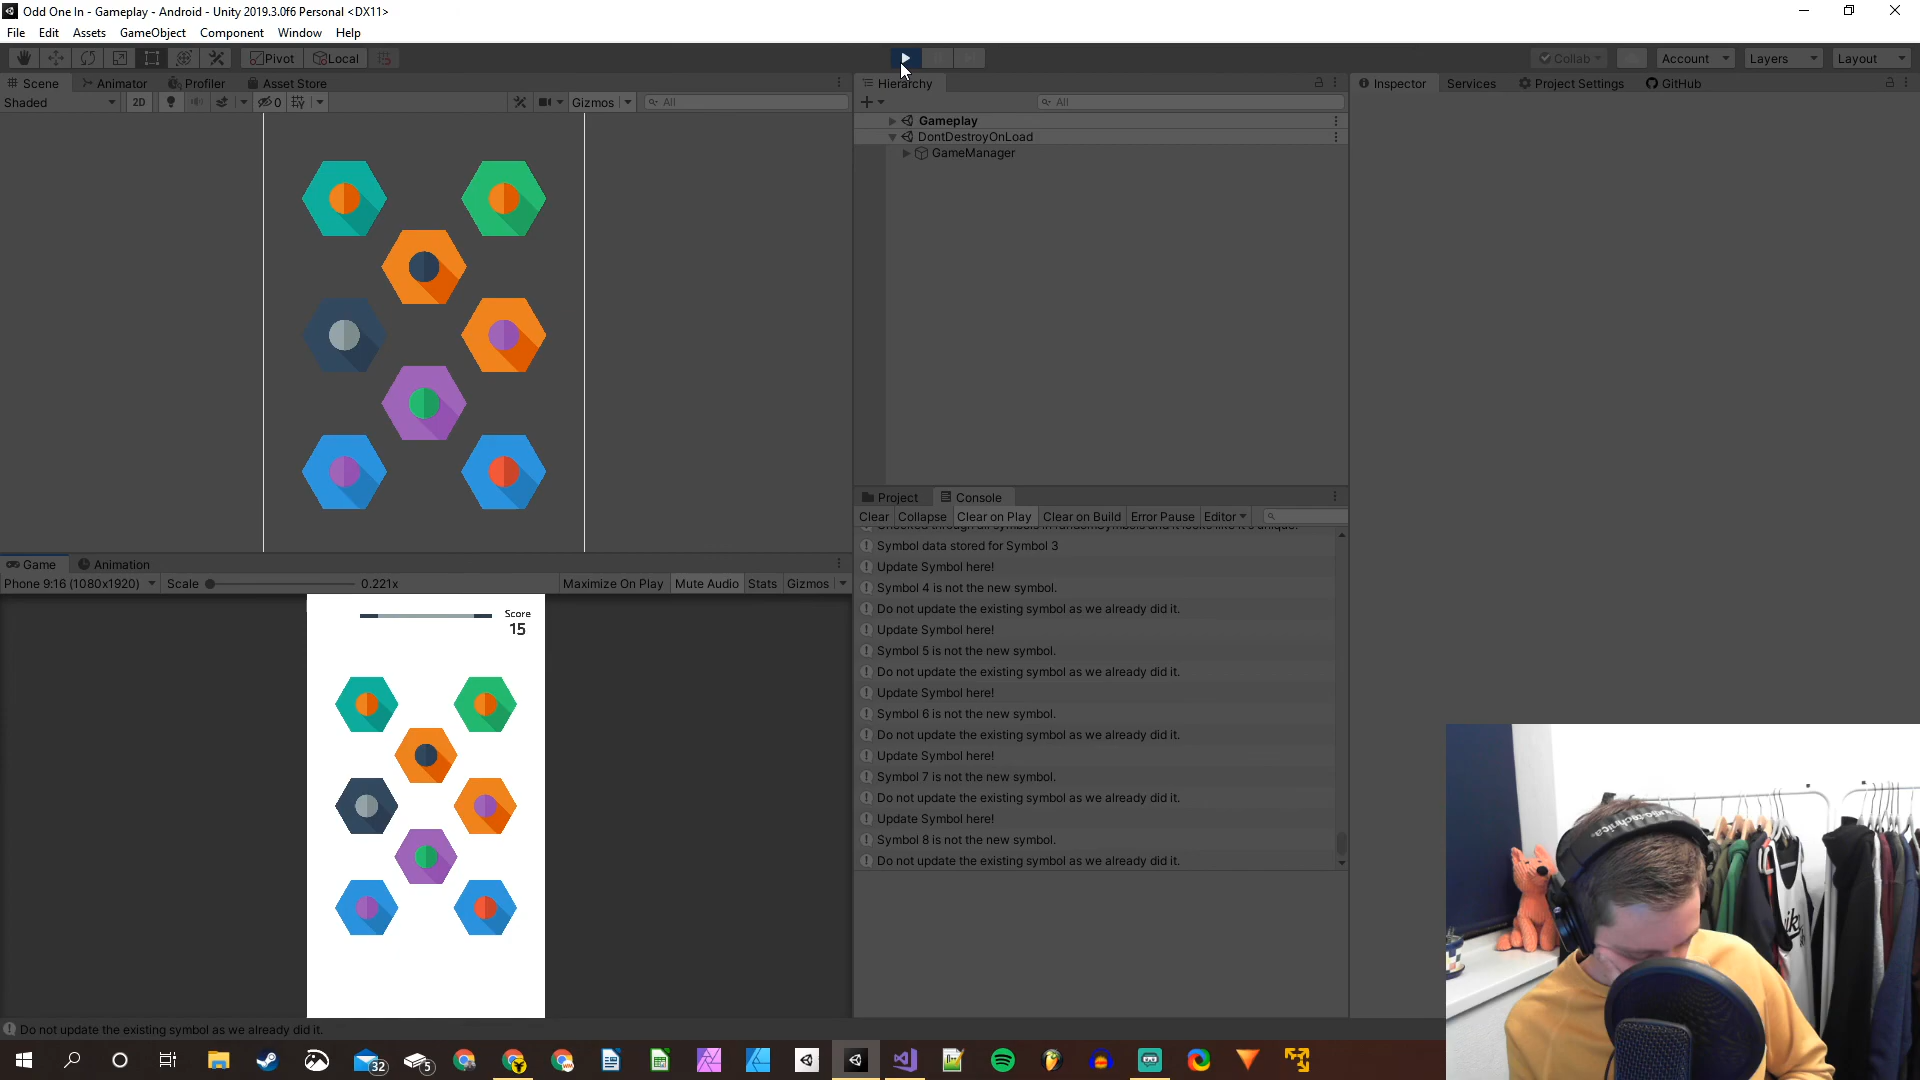 Odd One In - Gameplay - Android - Unity 2019.3.0f6 Personal <DX11>
File Edit Assets GameObject Component Window Help
Pivot Local Collab Account Layers Layout
Scene Animator Profiler Asset Store
Hierarchy
Inspector Services Project Settings GitHub
Shaded 2D 0 Gizmos All
All
Gameplay
DontDestroyOnLoad
GameManager
Project Console
Clear Collapse Clear on Play Clear on Build Error Pause Editor
Symbol data stored for Symbol 3
Update Symbol here!
Symbol 4 is not the new symbol.
Do not update the existing symbol as we already did it.
Update Symbol here!
Symbol 5 is not the new symbol.
Do not update the existing symbol as we already did it.
Update Symbol here!
Symbol 6 is not the new symbol.
Do not update the existing symbol as we already did it.
Update Symbol here!
Symbol 7 is not the new symbol.
Do not update the existing symbol as we already did it.
Update Symbol here!
Symbol 8 is not the new symbol.
Do not update the existing symbol as we already did it.
Game Animation
Phone 9:16 (1080x1920) Scale 0.221x Maximize On Play Mute Audio Stats Gizmos
Score
15
Do not update the existing symbol as we already did it.
32
5